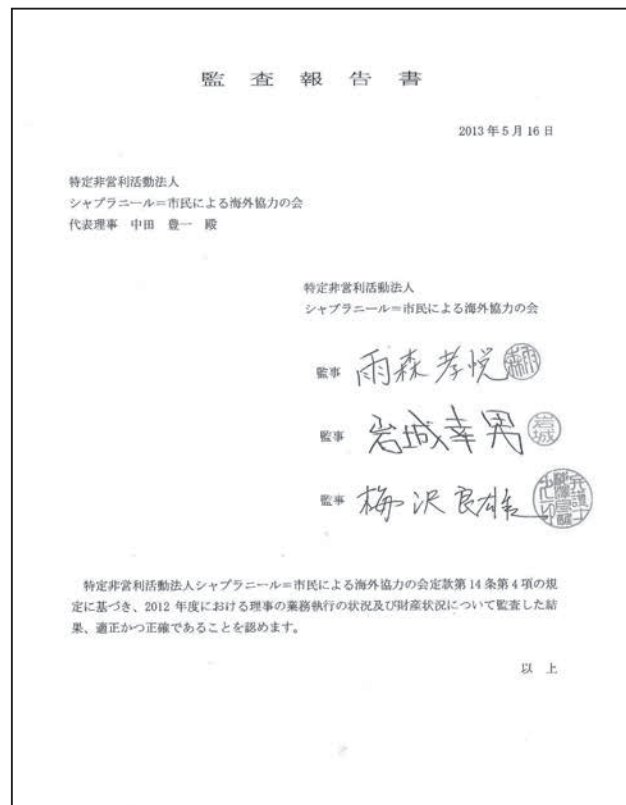 監査報告書
2013年5月16日
特定非営利活動法人
シャプラニール＝市民による海外協力の会
代表理事 中田 豊一 殿
特定非営利活動法人
シャプラニール＝市民による海外協力の会
監事 雨森孝悦
監事 岩城幸男 岩城
監事 梅沢良雄
特定非営利活動法人シャプラニール＝市民による海外協力の会定款第14条第4項の規
定に基づき、2012年度における理事の業務執行の状況及び財産状況について監査した結
果、適正かつ正確であることを認めます。
以 上